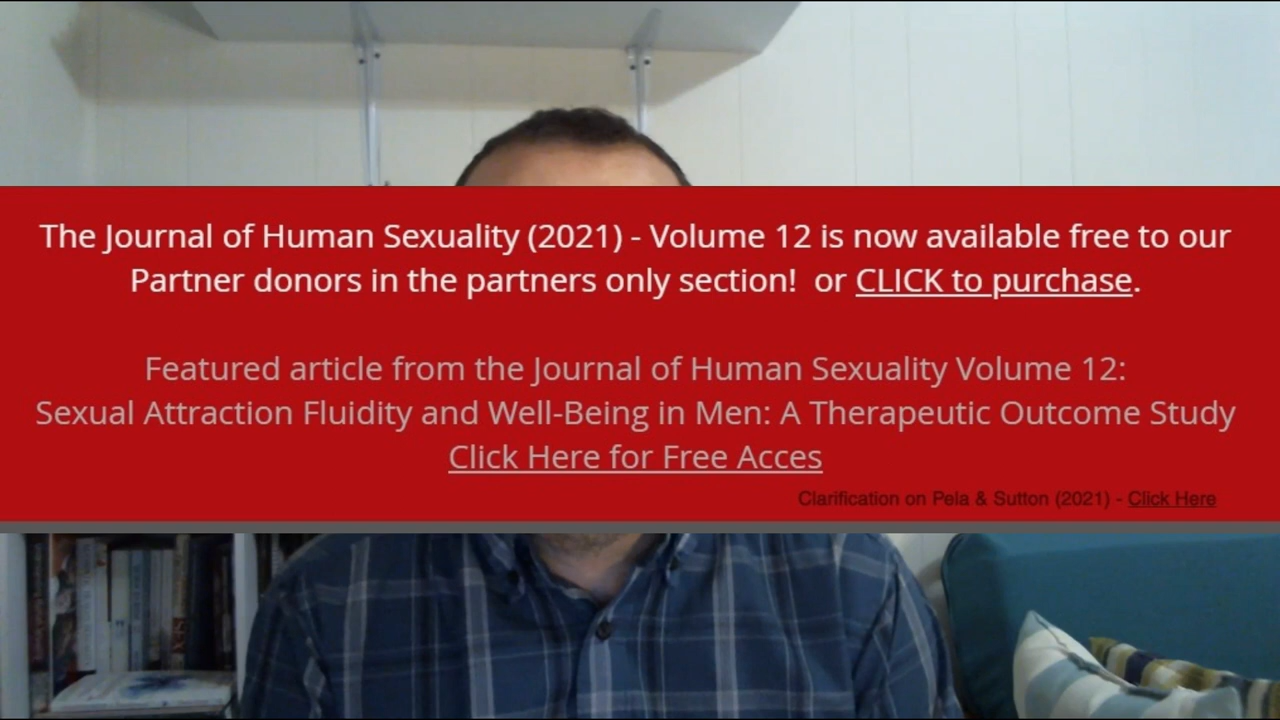 The Journal of Human Sexuality (2021) - Volume 12 is now available free to our
Partner donors in the partners only section! or CLICK to purchase.
Featured article from the Journal of Human Sexuality Volume 12:
Sexual Attraction Fluidity and Well-Being in Men: A Therapeutic Outcome Study
Click Here for Free Acces
Clarification on Pela & Sutton (2021) - Click Here